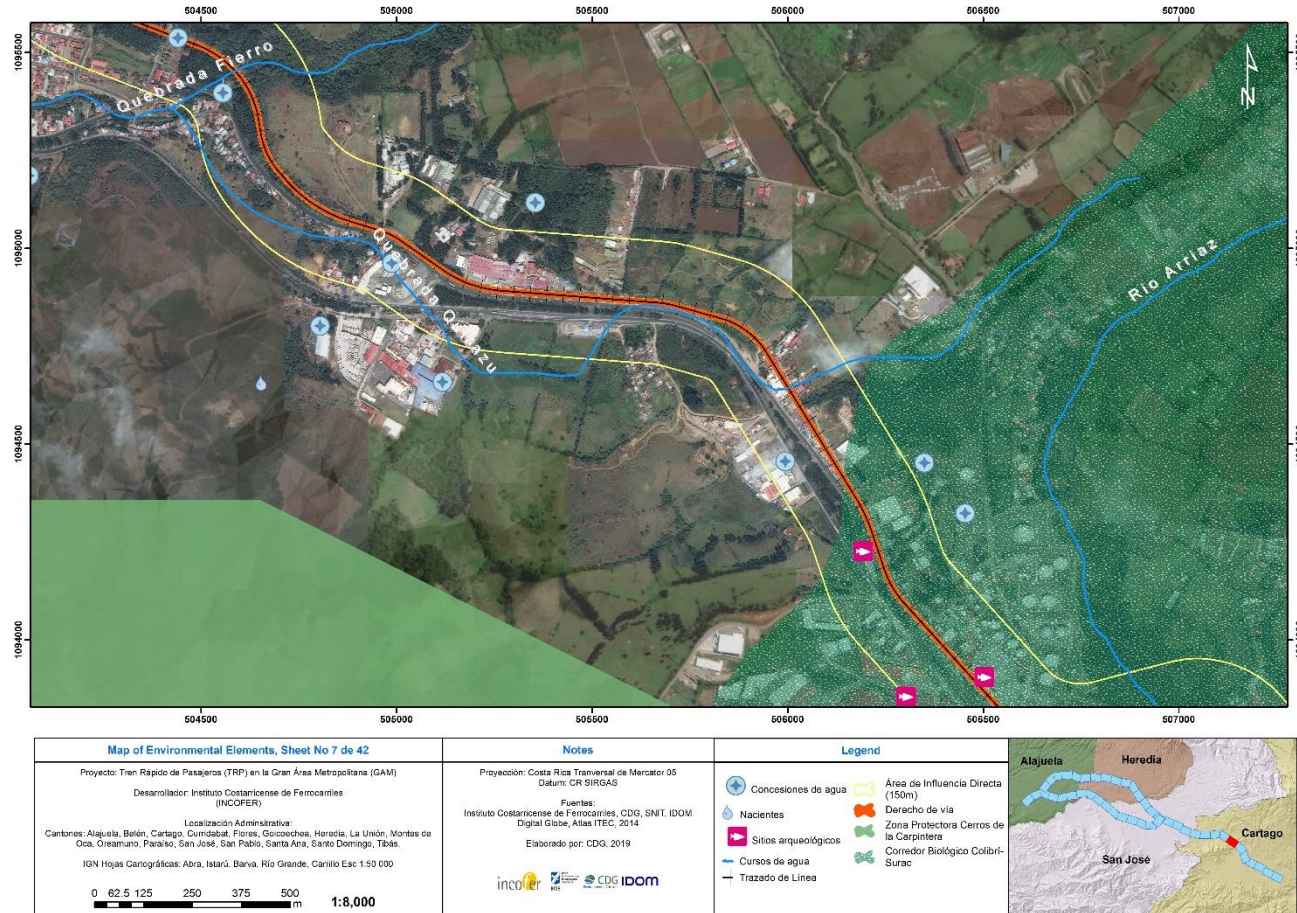 504500 505000 505500 506000 506500 507000
1095500
1095000
1094500
1094000
Quebrada Fierro
Quebrada Q
azu
Rio Arriaz
N
504500 505000 505500 506000 506500 507000
Map of Environmental Elements, Sheet No 7 de 42
Proyecto: Tren Rápido de Pasajeros (TRP) en la Gran Área Metropolitana (GAM)
Desarrollador: Instituto Costarricense de Ferrocarriles
(INCOFER)
Localización Adminsitrativa:
Cantones: Alajuela, Belén, Cartago, Curridabat, Flores, Goicoechea, Heredia, La Unión, Montes de
Oca, Oreamuno, Paraíso, San José, San Pablo, Santa Ana, Santo Domingo, Tibás.
IGN Hojas Cartográficas: Abra, Istarú, Barva, Río Grande, Carrillo Esc 1:50 000
0 62.5 125 250 375 500
m
1:8,000
Notes
Proyección: Costa Rica Tranversal de Mercator 05
Datum: CR SIRGAS
Fuentes:
Instituto Costarricense de Ferrocarriles, CDG, SNIT, IDOM
Digital Globe, Atlas ITEC, 2014
Elaborado por: CDG, 2019
incofer
CDG
IDOM
Legend
Concesiones de agua
Nacientes
Sitios arqueológicos
Cursos de agua
Trazado de Línea
Área de Influencia Directa
(150m)
Derecho de vía
Zona Protectora Cerros de
la Carpintera
Corredor Biológico Colibrí-
Surac
Alajuela
Heredia
San José
Cartago